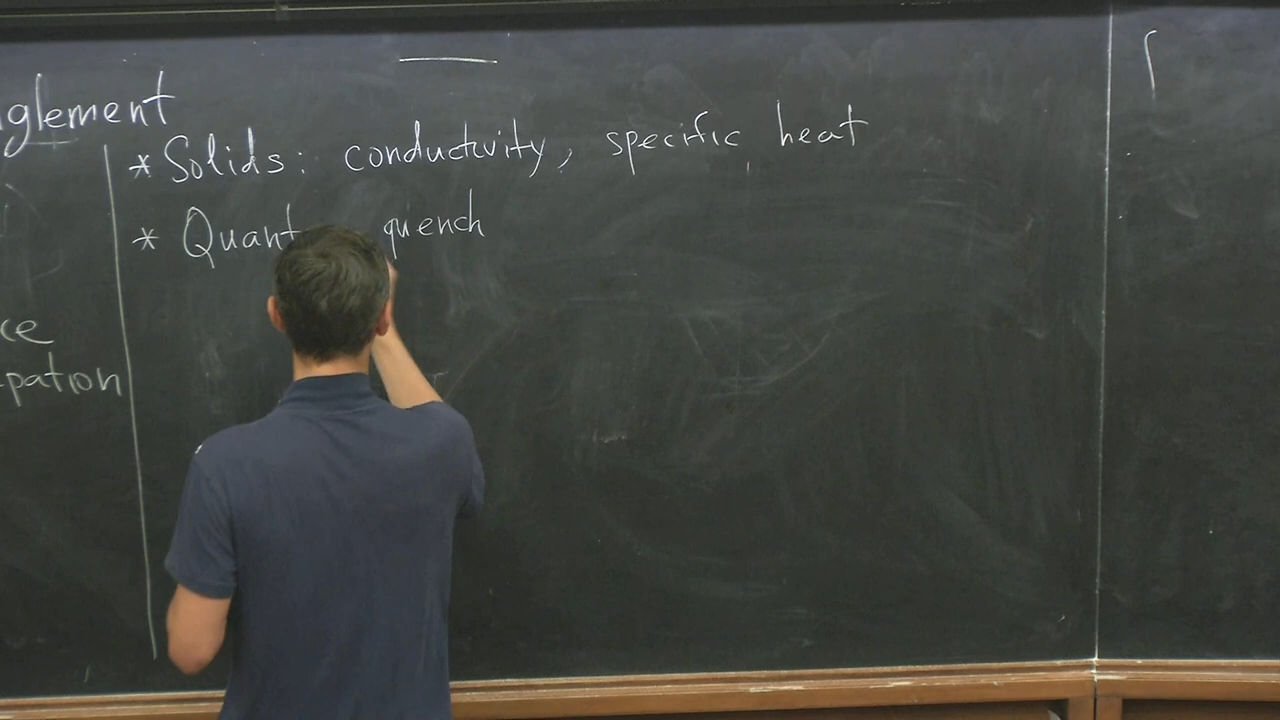 glement
* Solids: conductivity, specific heat
* Quant quench
ce
pation